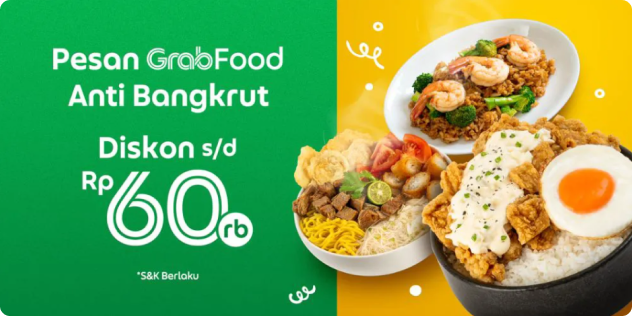 Pesan GrabFood
Anti Bangkrut
Diskon s/d
Rp 60 rb
*S&K Berlaku